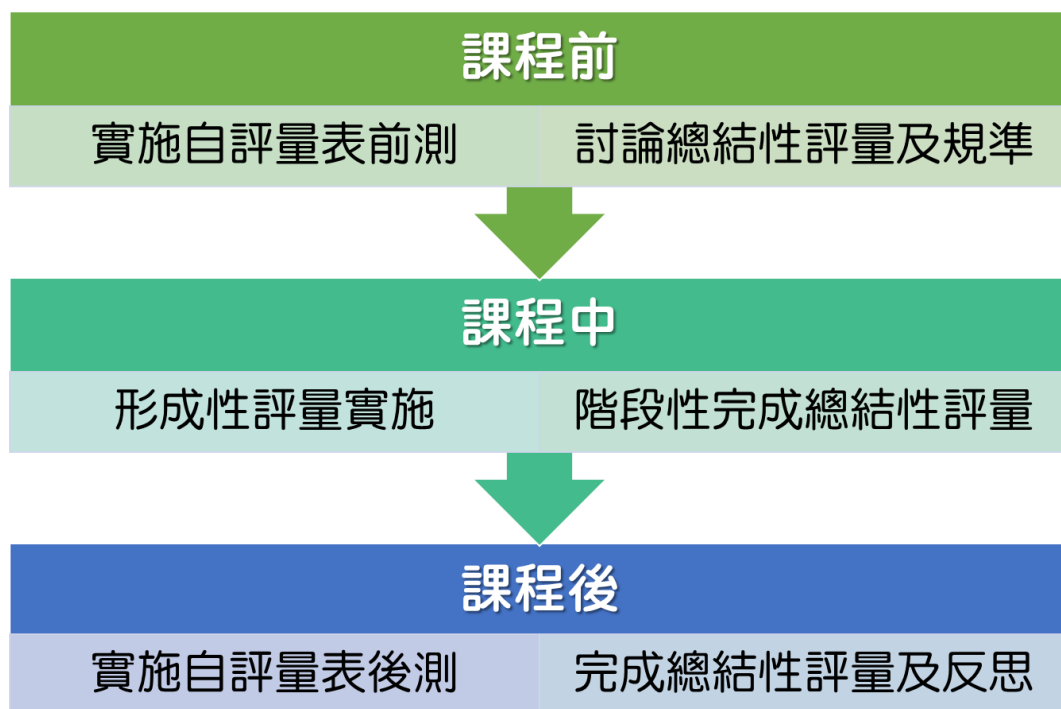 課程前
實施自評量表前測
討論總結性評量及規準
課程中
形成性評量實施
階段性完成總結性評量
課程後
實施自評量表後測
完成總結性評量及反思